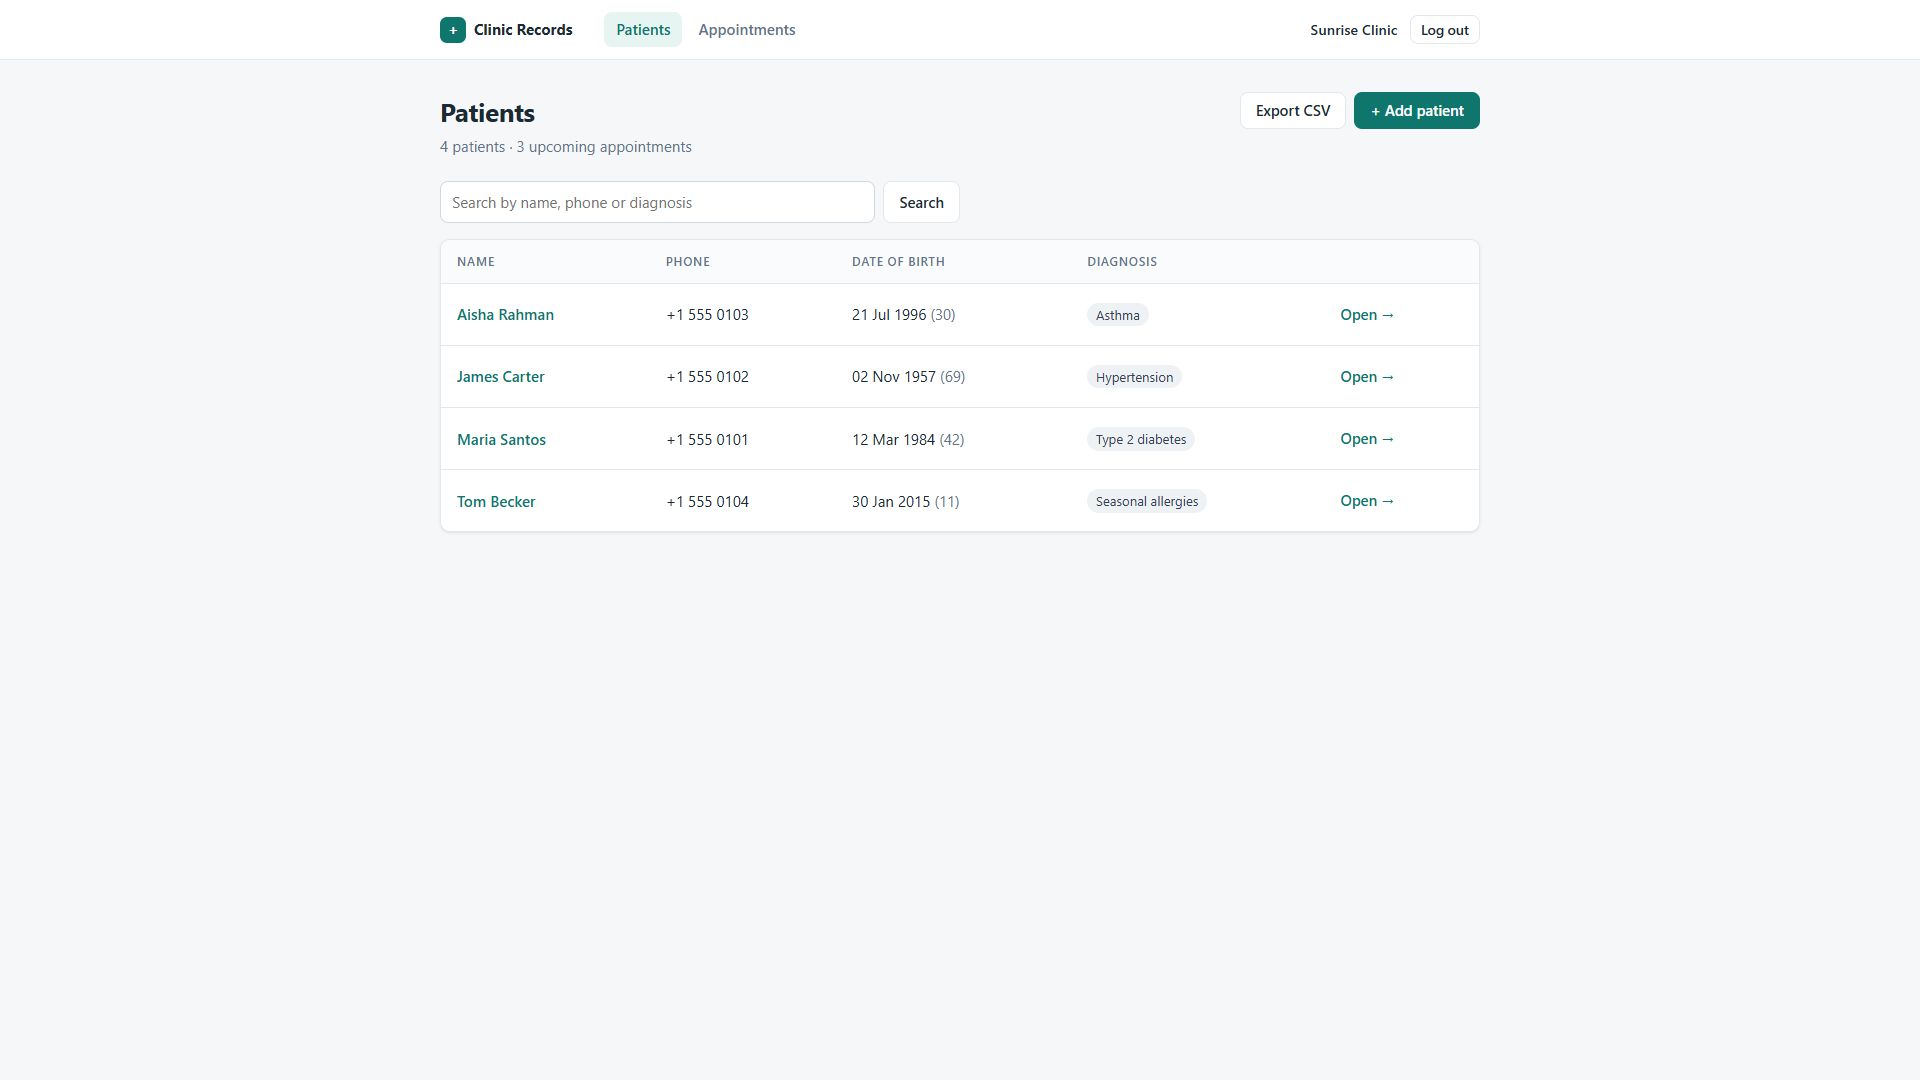 + Clinic Records Patients Appointments Sunrise Clinic Log out
Patients Export CSV + Add patient
4 patients · 3 upcoming appointments
Search by name, phone or diagnosis Search
NAME PHONE DATE OF BIRTH DIAGNOSIS
Aisha Rahman +1 555 0103 21 Jul 1996 (30) Asthma Open →
James Carter +1 555 0102 02 Nov 1957 (69) Hypertension Open →
Maria Santos +1 555 0101 12 Mar 1984 (42) Type 2 diabetes Open →
Tom Becker +1 555 0104 30 Jan 2015 (11) Seasonal allergies Open →